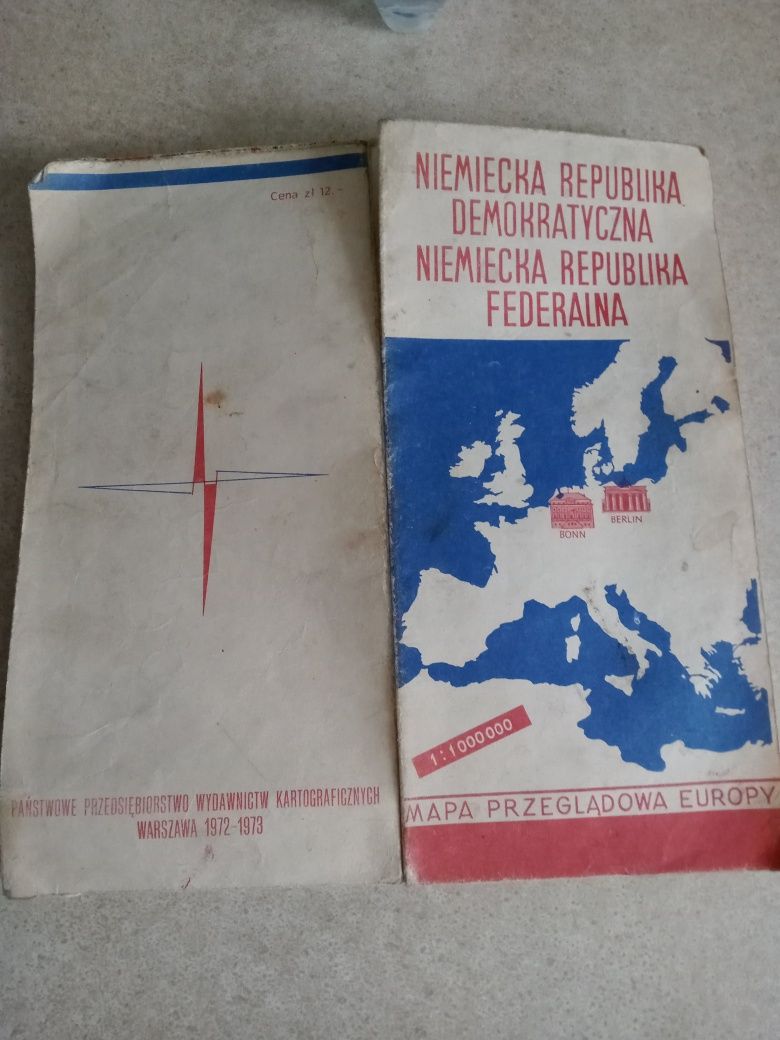 Cena zł 12.-
PAŃSTWOWE PRZEDSIĘBIORSTWO WYDAWNICTW KARTOGRAFICZNYCH
WARSZAWA 1972-1973
NIEMIECKA REPUBLIKA
DEMOKRATYCZNA
NIEMIECKA REPUBLIKA
FEDERALNA
BONN
BERLIN
1:1000000
MAPA PRZEGLĄDOWA EUROPY